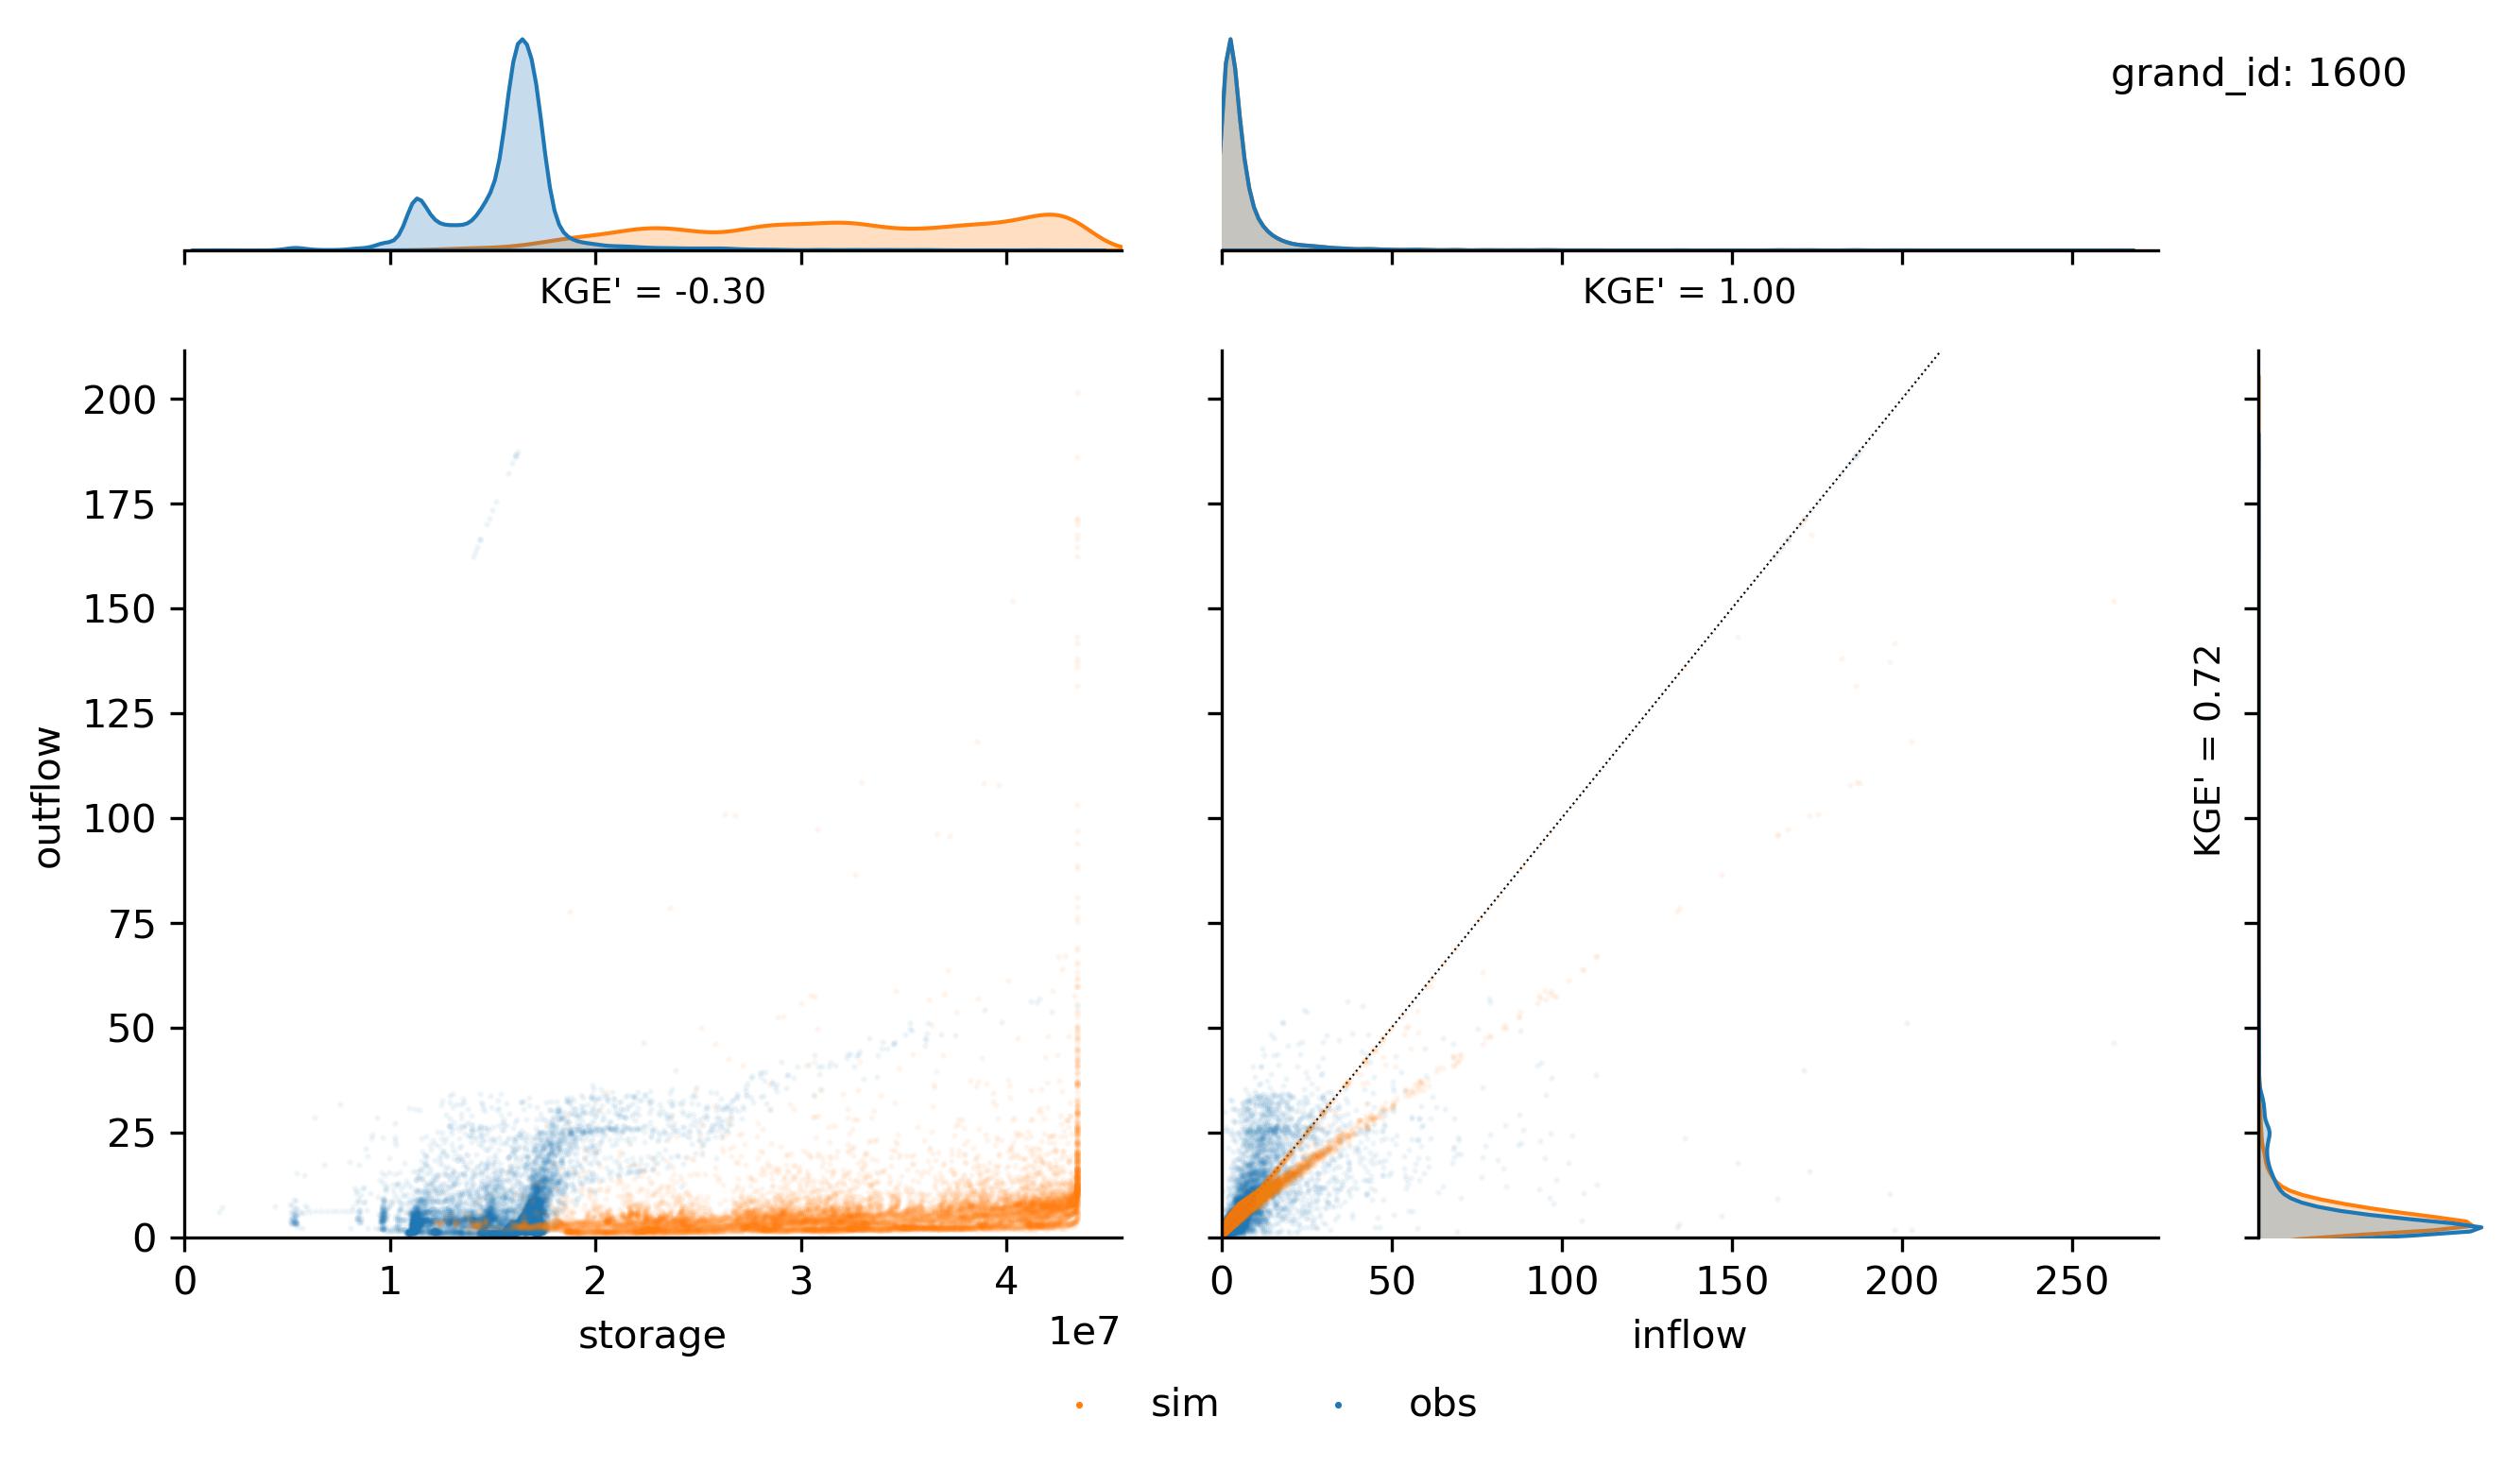 grand_id: 1600
KGE' = -0.30
KGE' = 1.00
outflow
200
175
150
125
100
75
50
25
0
KGE' = 0.72
0 1 2 3 4
0 50 100 150 200 250
storage
1e7
inflow
sim
obs